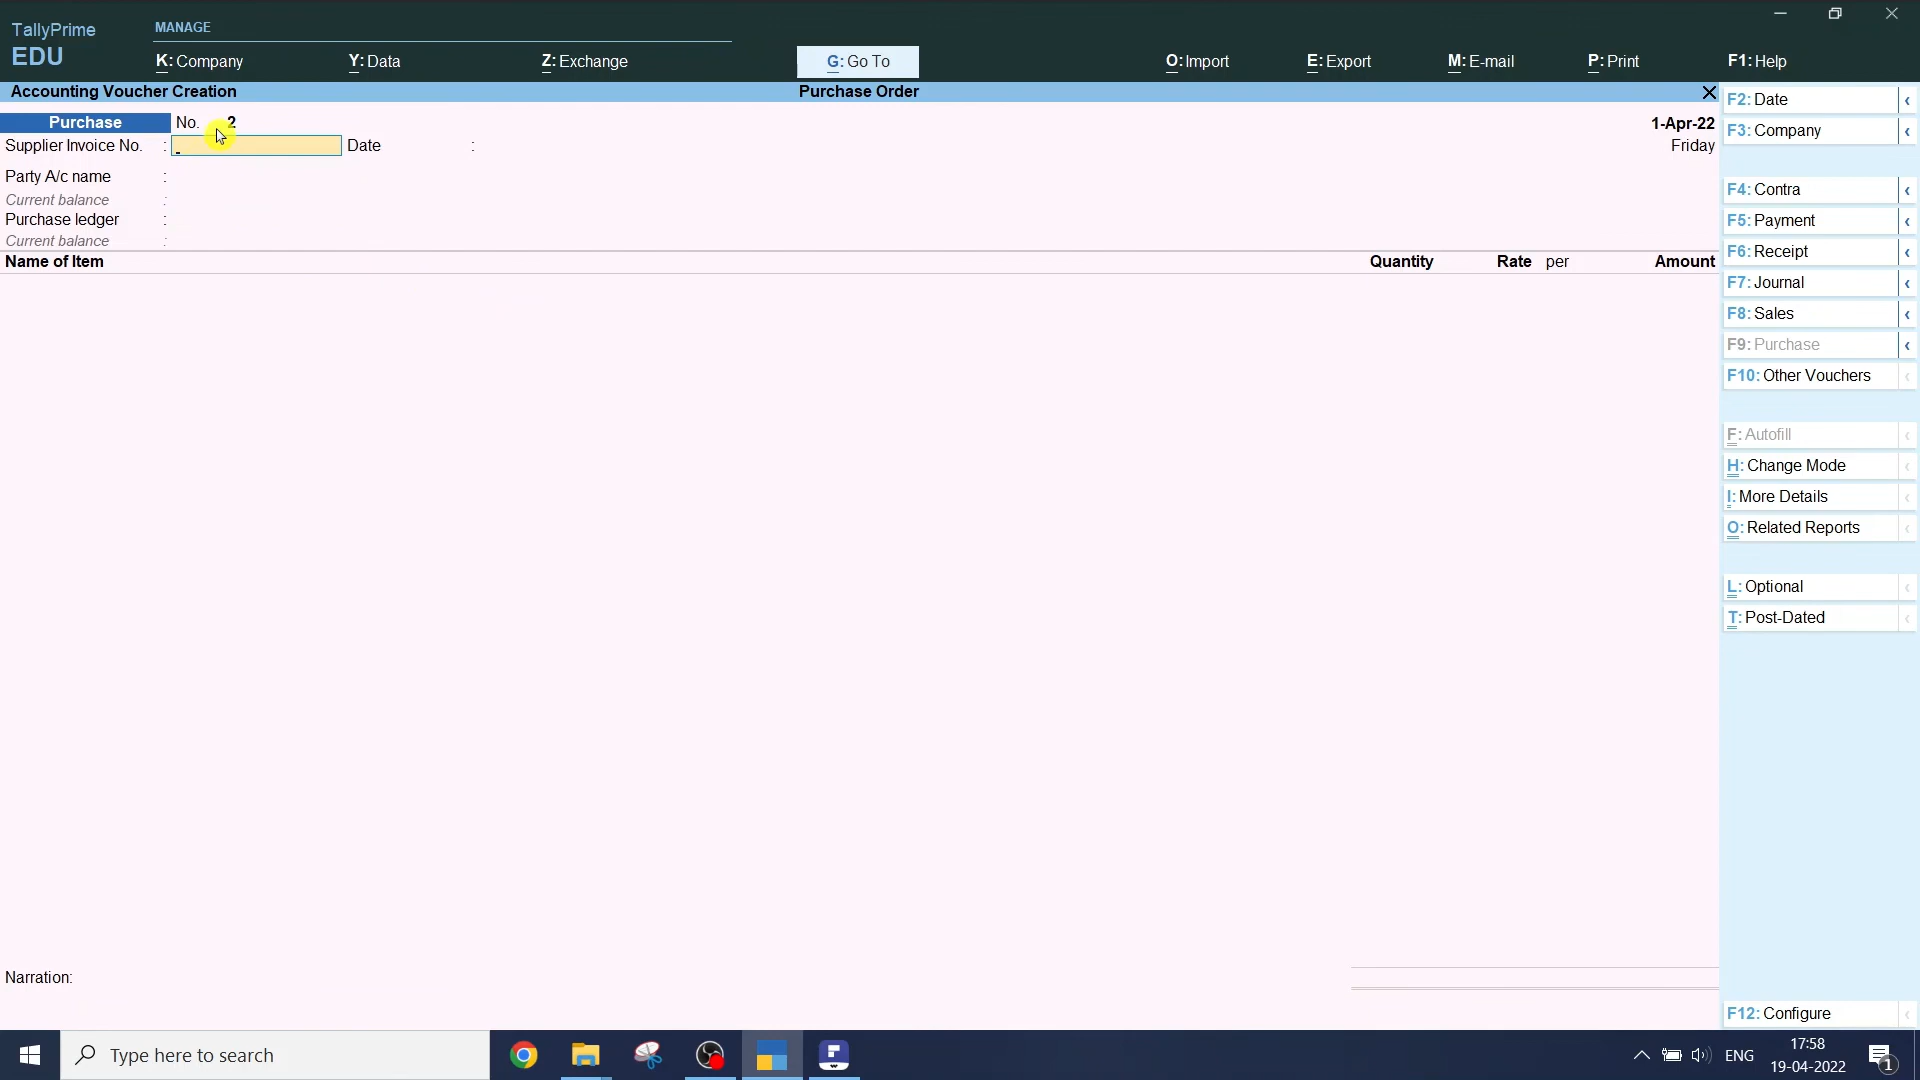 TallyPrime
EDU
MANAGE
K: Company
Y: Data
Z: Exchange
G: Go To
O: Import
E: Export
M: E-mail
P: Print
F1: Help
Accounting Voucher Creation
Purchase Order
Purchase No. 2
1-Apr-22
Supplier Invoice No. : Date :
Friday
Party A/c name :
Current balance :
Purchase ledger :
Current balance :
Name of Item Quantity Rate per Amount
Narration:
F2: Date
F3: Company
F4: Contra
F5: Payment
F6: Receipt
F7: Journal
F8: Sales
F9: Purchase
F10: Other Vouchers
F: Autofill
H: Change Mode
I: More Details
O: Related Reports
L: Optional
T: Post-Dated
F12: Configure
Type here to search
ENG
17:58
19-04-2022
1